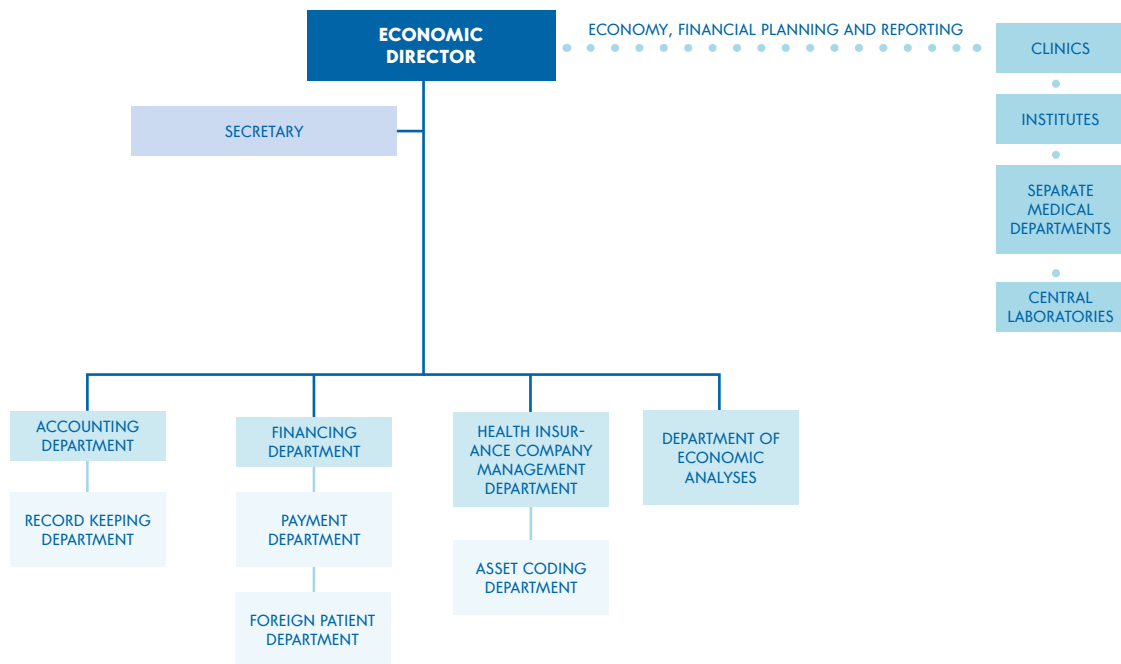 ECONOMIC
DIRECTOR
ECONOMY, FINANCIAL PLANNING AND REPORTING
CLINICS
INSTITUTES
SEPARATE
MEDICAL
DEPARTMENTS
CENTRAL
LABORATORIES
SECRETARY
ACCOUNTING
DEPARTMENT
RECORD KEEPING
DEPARTMENT
FINANCING
DEPARTMENT
PAYMENT
DEPARTMENT
FOREIGN PATIENT
DEPARTMENT
HEALTH INSUR-
ANCE COMPANY
MANAGEMENT
DEPARTMENT
ASSET CODING
DEPARTMENT
DEPARTMENT OF
ECONOMIC
ANALYSES